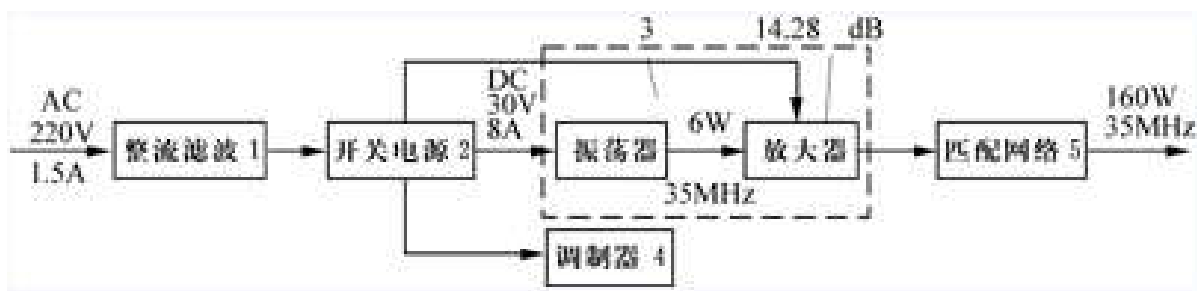 3
14.28 dB
AC
220V
1.5A
整流滤波 1
开关电源 2
DC
30V
8A
振荡器
6W
35MHz
放大器
匹配网络 5
160W
35MHz
调制器 4